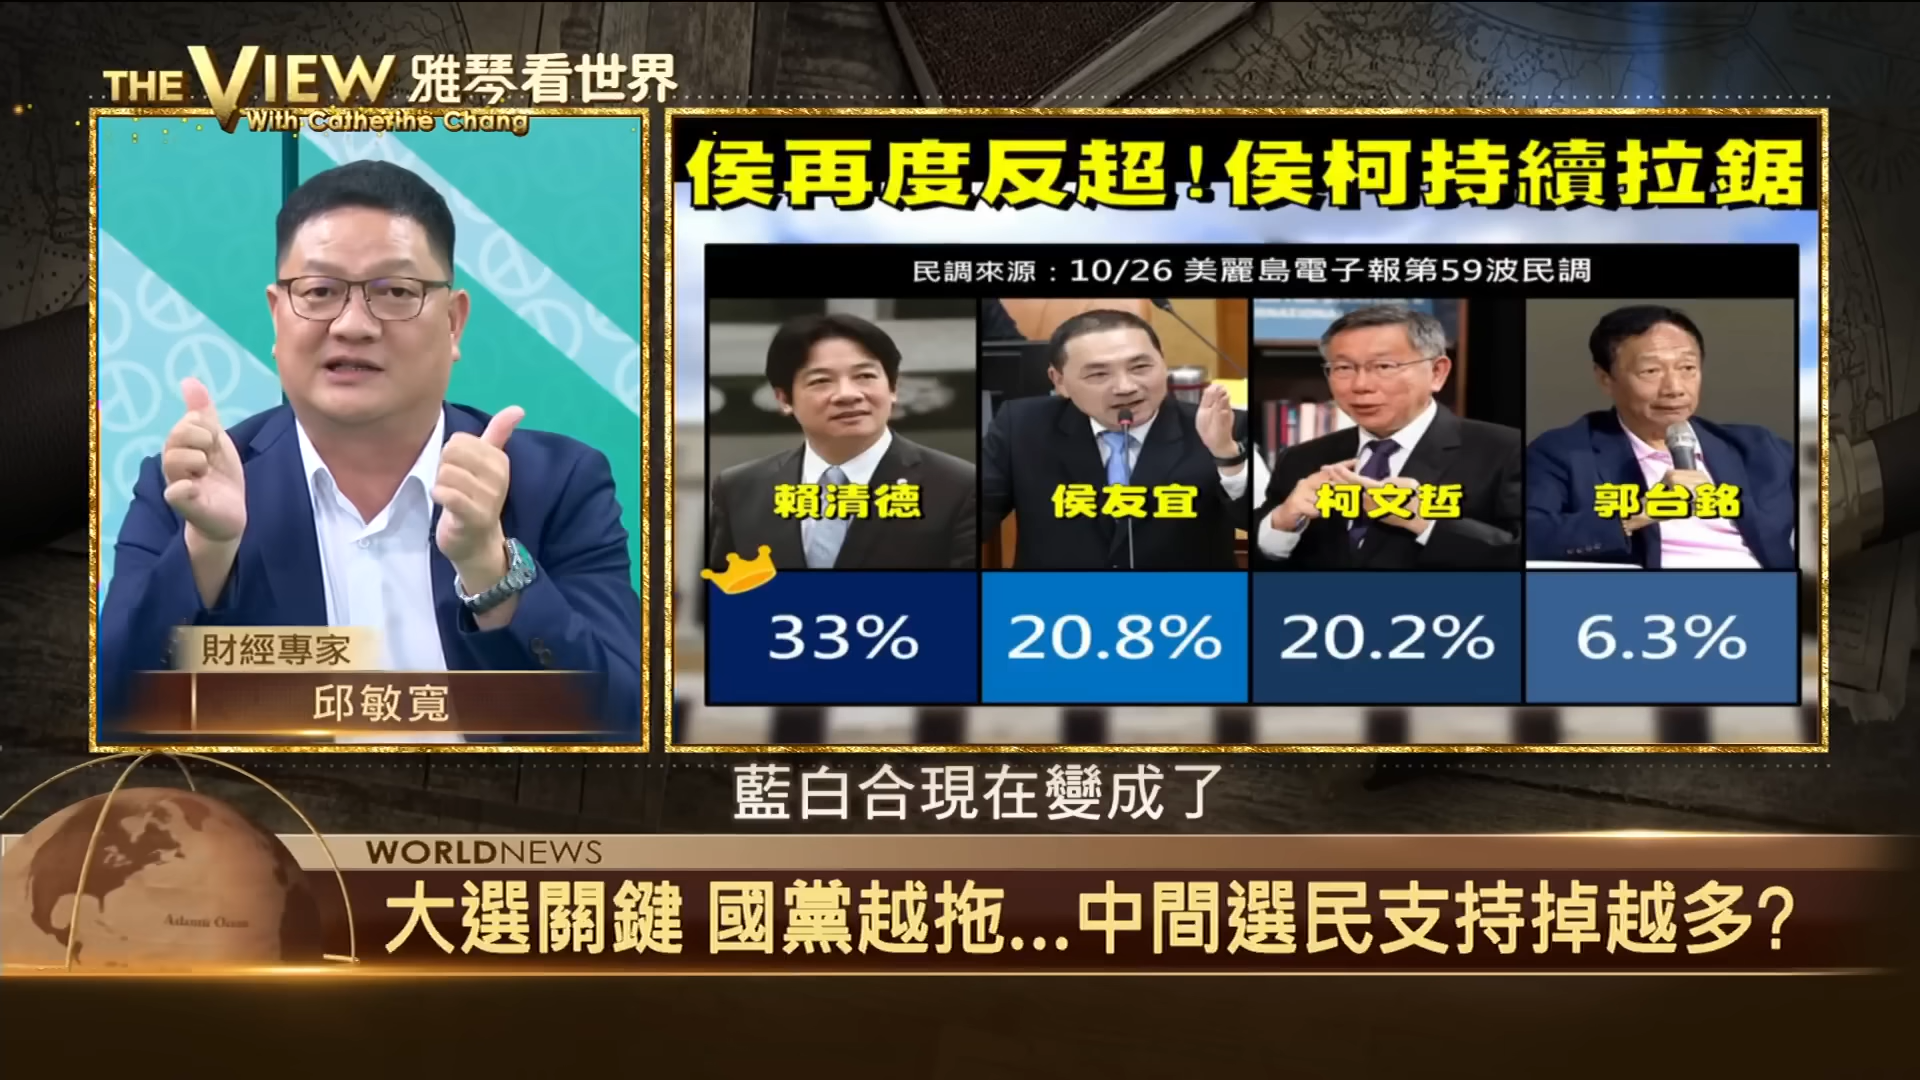 THE VIEW 雅琴看世界
With Catherine Chang
侯再度反超!侯柯持續拉鋸
民調來源：10/26 美麗島電子報第59波民調
賴清德 侯友宜 柯文哲 郭台銘
33% 20.8% 20.2% 6.3%
財經專家
邱敏寬
藍白合現在變成了
WORLDNEWS
大選關鍵 國黨越拖...中間選民支持掉越多?